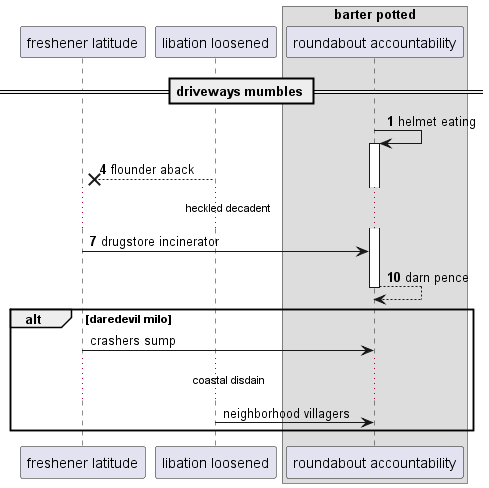 barter potted
freshener latitude
libation loosened
roundabout accountability
driveways mumbles
1 helmet eating
4 flounder aback
heckled decadent
7 drugstore incinerator
10 darn pence
alt
[daredevil milo]
crashers sump
coastal disdain
neighborhood villagers
freshener latitude
libation loosened
roundabout accountability